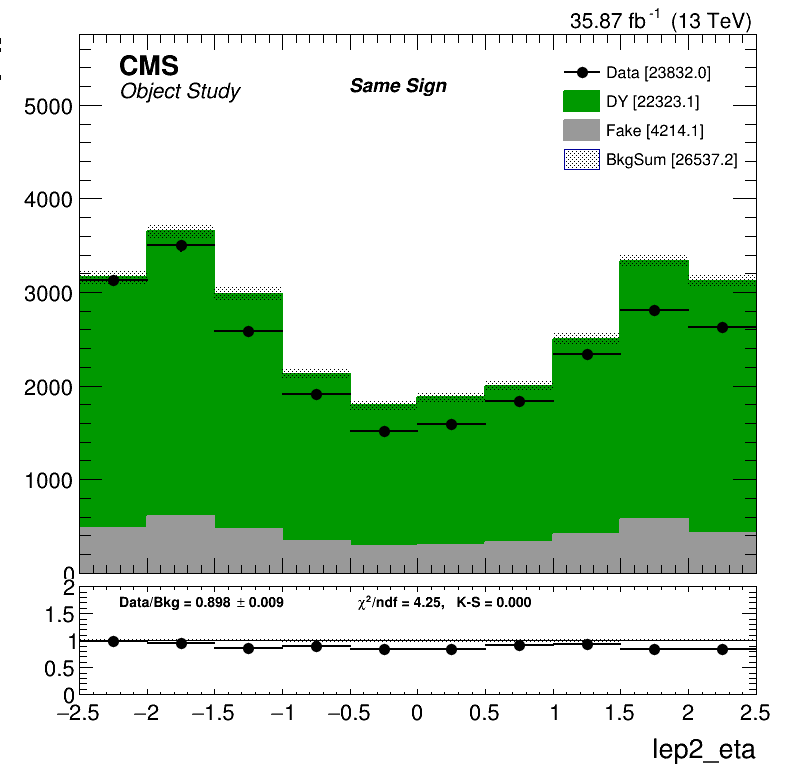 35.87 fb⁻¹ (13 TeV)
CMS
Object Study
Same Sign
Data [23832.0]
DY [22323.1]
Fake [4214.1]
BkgSum [26537.2]
5000
4000
3000
2000
1000
0
Data/Bkg = 0.898 ± 0.009 χ²/ndf = 4.25, K-S = 0.000
2
1.5
1
0.5
0
−2.5 −2 −1.5 −1 −0.5 0 0.5 1 1.5 2 2.5
lep2_eta